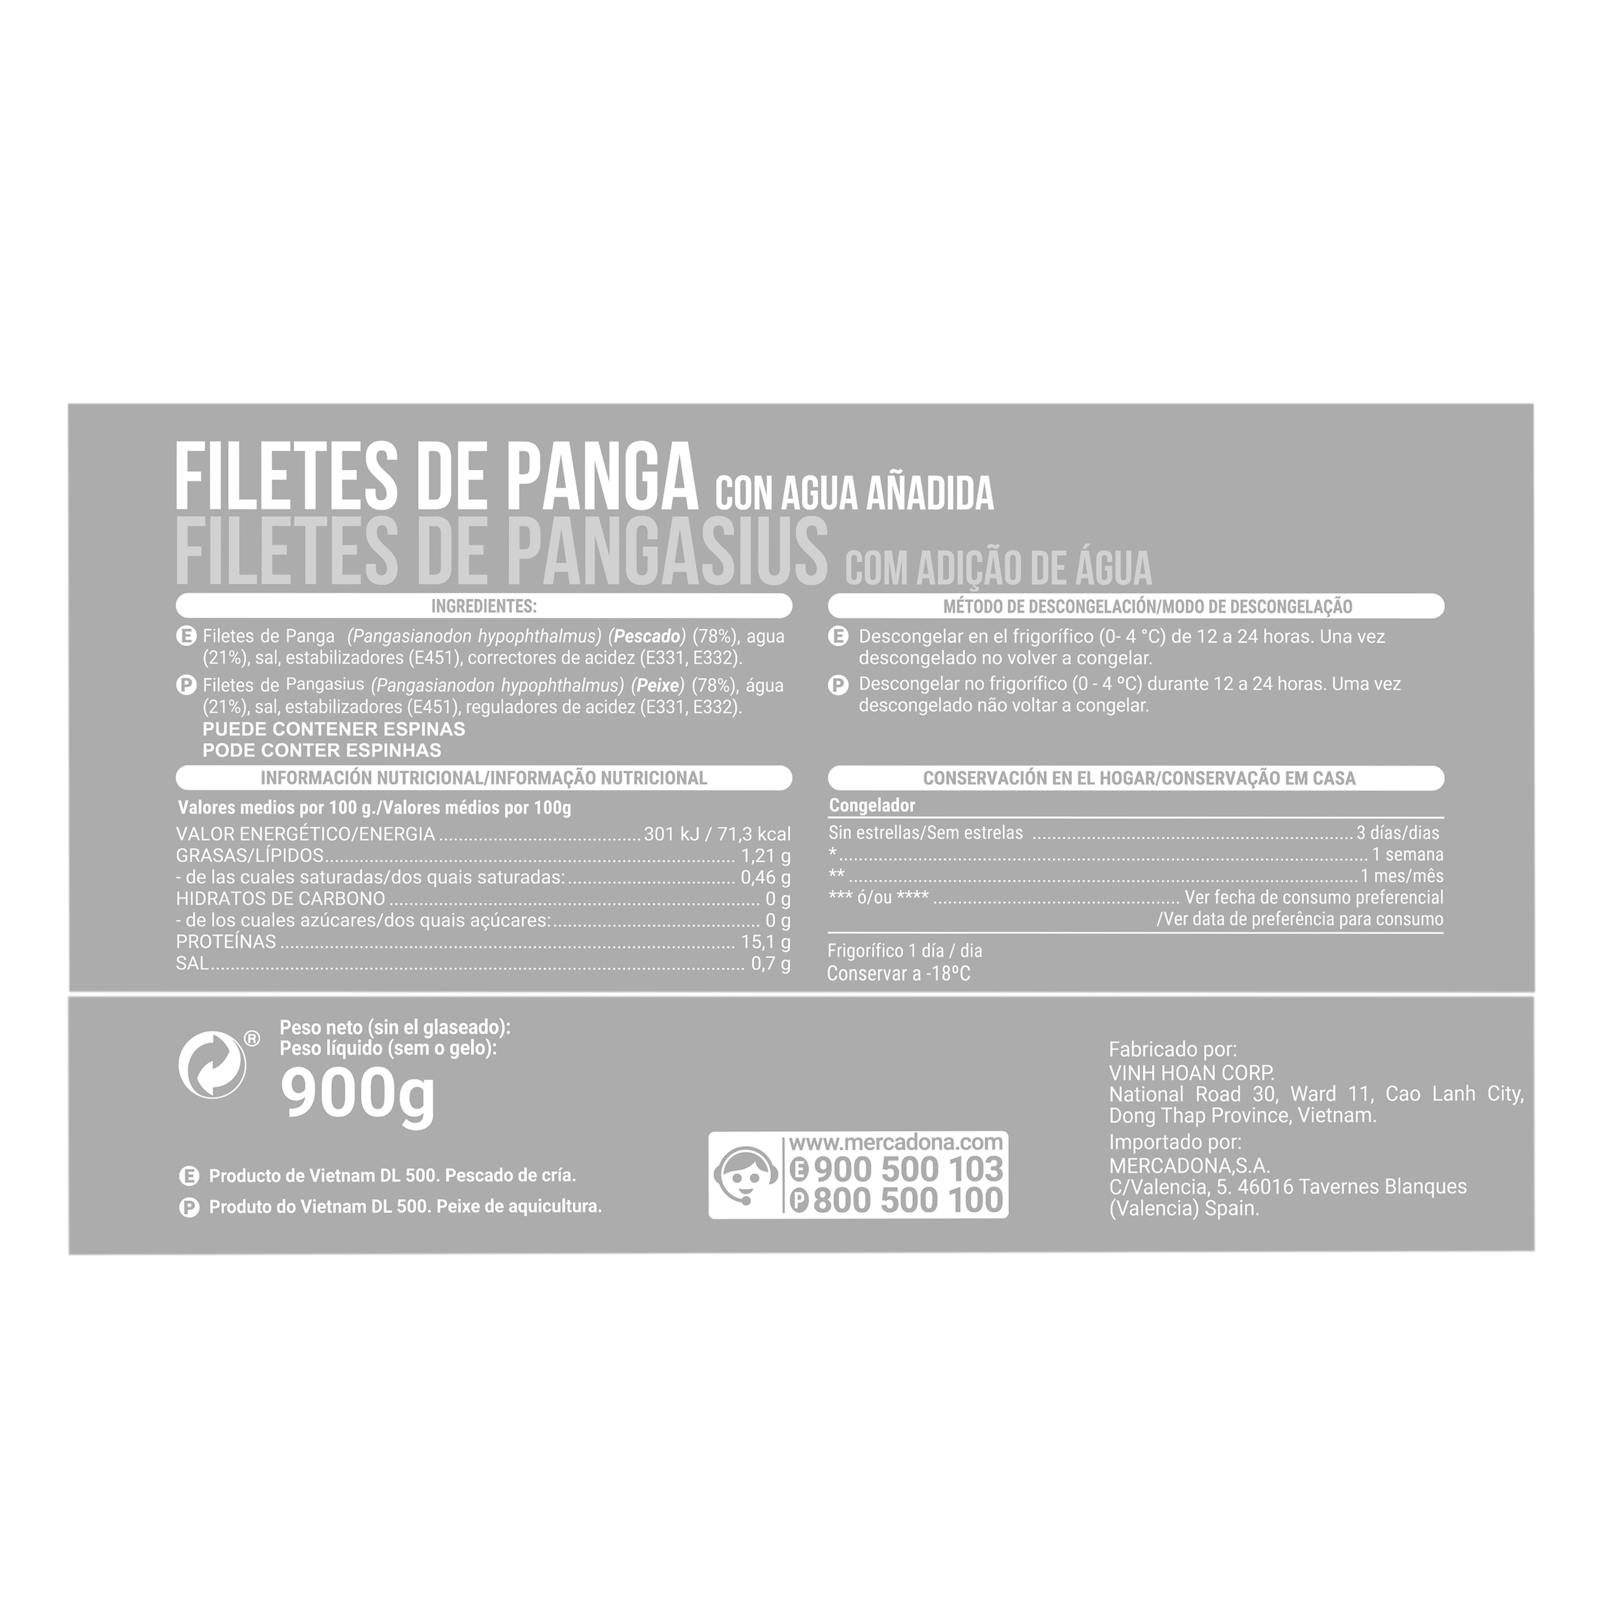 FILETES DE PANGA CON AGUA AÑADIDA
FILETES DE PANGASIUS COM ADIÇÃO DE ÁGUA
INGREDIENTES:
E Filetes de Panga (Pangasianodon hypophthalmus) (Pescado) (78%), agua
(21%), sal, estabilizadores (E451), correctores de acidez (E331, E332).
P Filetes de Pangasius (Pangasianodon hypophthalmus) (Peixe) (78%), água
(21%), sal, estabilizadores (E451), reguladores de acidez (E331, E332).
PUEDE CONTENER ESPINAS
PODE CONTER ESPINHAS
MÉTODO DE DESCONGELACIÓN/MODO DE DESCONGELAÇÃO
E Descongelar en el frigorífico (0- 4 °C) de 12 a 24 horas. Una vez
descongelado no volver a congelar.
P Descongelar no frigorífico (0 - 4 ºC) durante 12 a 24 horas. Uma vez
descongelado não voltar a congelar.
INFORMACIÓN NUTRICIONAL/INFORMAÇÃO NUTRICIONAL
Valores medios por 100 g./Valores médios por 100g
VALOR ENERGÉTICO/ENERGIA ................................ 301 kJ / 71,3 kcal
GRASAS/LÍPIDOS.................................................................. 1,21 g
- de las cuales saturadas/dos quais saturadas:........................... 0,46 g
HIDRATOS DE CARBONO ............................................................ 0 g
- de los cuales azúcares/dos quais açúcares:................................. 0 g
PROTEÍNAS ......................................................................... 15,1 g
SAL...................................................................................... 0,7 g
CONSERVACIÓN EN EL HOGAR/CONSERVAÇÃO EM CASA
Congelador
Sin estrellas/Sem estrelas .................................................... 3 días/dias
*..................................................................................... 1 semana
**.................................................................................. 1 mes/mês
*** ó/ou **** ........................................ Ver fecha de consumo preferencial
/Ver data de preferência para consumo
Frigorífico 1 día / dia
Conservar a -18ºC
®
Peso neto (sin el glaseado):
Peso líquido (sem o gelo):
900g
E Producto de Vietnam DL 500. Pescado de cría.
P Produto do Vietnam DL 500. Peixe de aquicultura.
www.mercadona.com
E 900 500 103
P 800 500 100
Fabricado por:
VINH HOAN CORP.
National Road 30, Ward 11, Cao Lanh City,
Dong Thap Province, Vietnam.
Importado por:
MERCADONA,S.A.
C/Valencia, 5. 46016 Tavernes Blanques
(Valencia) Spain.